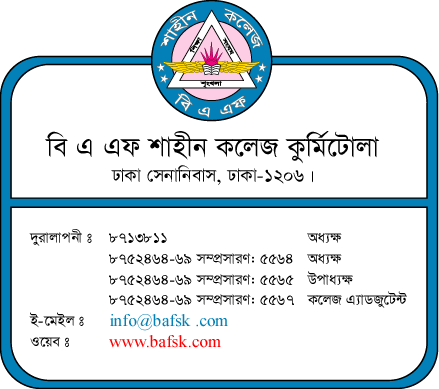 শাহীন কলেজ
শিক্ষা সংযম
শৃংখলা
বি এ এফ
বি এ এফ শাহীন কলেজ কুর্মিটোলা
ঢাকা সেনানিবাস, ঢাকা-১২০৬।
দুরালাপনী ঃ ৮৭১৩৮১১ অধ্যক্ষ
৮৭৫২৪৬৪-৬৯ সম্প্রসারণ: ৫৫৬৪ অধ্যক্ষ
৮৭৫২৪৬৪-৬৯ সম্প্রসারণ: ৫৫৬৫ উপাধ্যক্ষ
৮৭৫২৪৬৪-৬৯ সম্প্রসারণ: ৫৫৬৭ কলেজ এ্যাডজুটেন্ট
ই-মেইল ঃ info@bafsk .com
ওয়েব ঃ www.bafsk.com